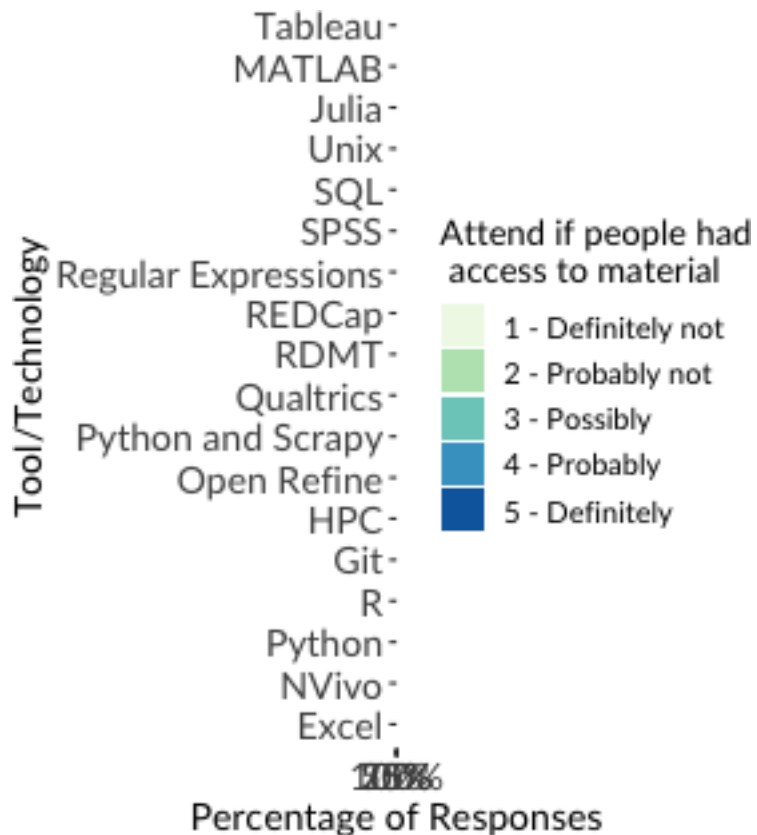 Tableau
MATLAB
Julia
Unix
SQL
SPSS
Regular Expressions
REDCap
RDMT
Qualtrics
Python and Scrapy
Open Refine
HPC
Git
R
Python
NVivo
Excel
Tool/Technology
Percentage of Responses
Attend if people had
access to material
1 - Definitely not
2 - Probably not
3 - Possibly
4 - Probably
5 - Definitely